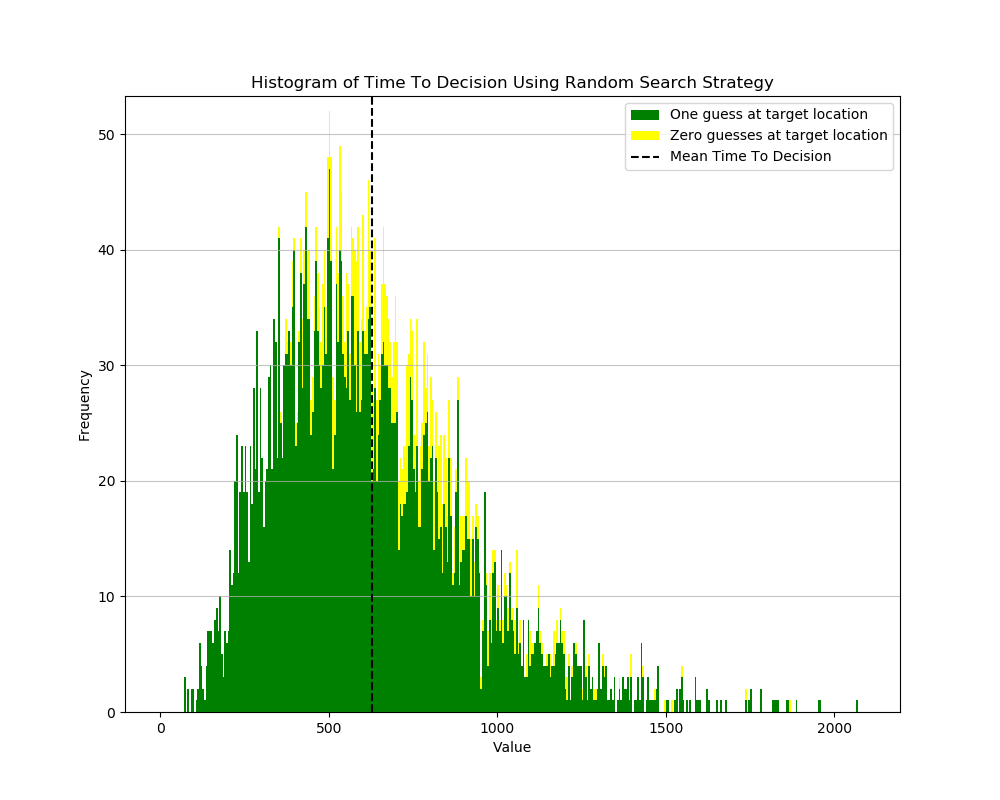 Histogram of Time To Decision Using Random Search Strategy
One guess at target location
Zero guesses at target location
Mean Time To Decision
50
40
30
20
10
0
Frequency
0 500 1000 1500 2000
Value